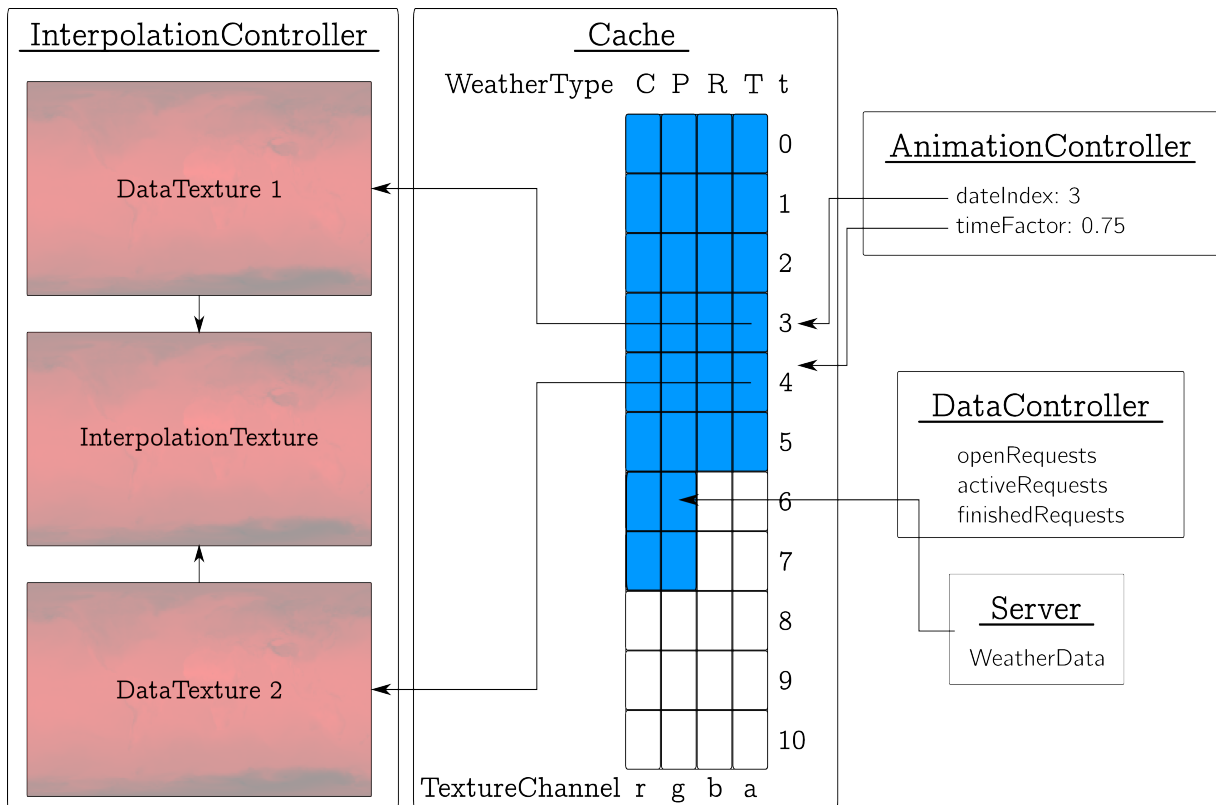 InterpolationController
DataTexture 1
InterpolationTexture
DataTexture 2
Cache
WeatherType C P R T t
0
1
2
3
4
5
6
7
8
9
10
TextureChannel r g b a
AnimationController
dateIndex: 3
timeFactor: 0.75
DataController
openRequests
activeRequests
finishedRequests
Server
WeatherData